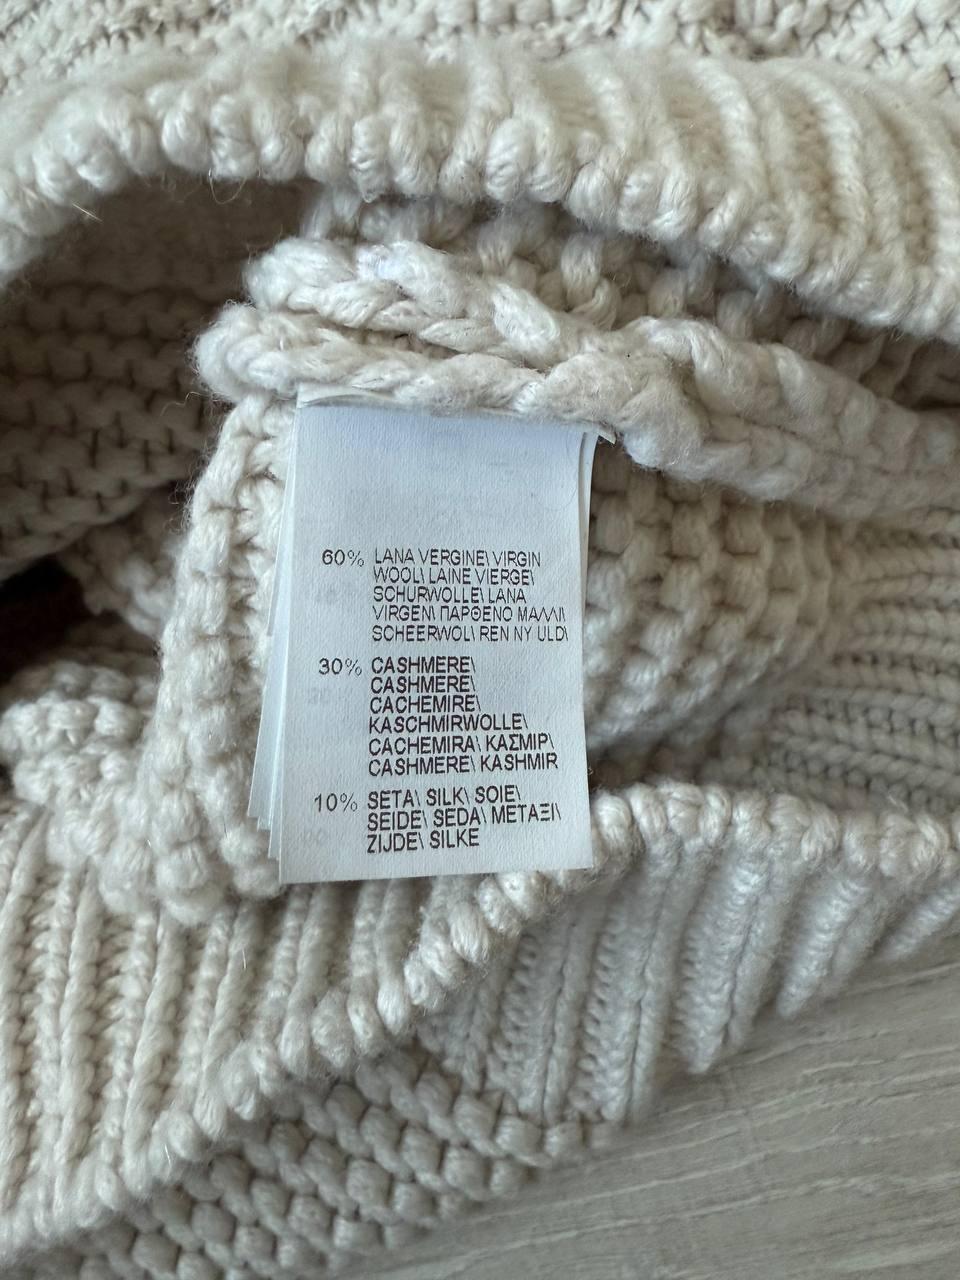 60% LANA VERGINE\ VIRGIN
WOOL\ LAINE VIERGE\
SCHURWOLLE\ LANA
VIRGEN\ ΠΑΡΘΕΝΟ ΜΑΛΛΙ\
SCHEERWOL\ REN NY ULD\
30% CASHMERE\
CASHMERE\
CACHEMIRE\
KASCHMIRWOLLE\
CACHEMIRA\ ΚΑΣΜΙΡ\
CASHMERE\ KASHMIR
10% SETA\ SILK\ SOIE\
SEIDE\ SEDA\ ΜΕΤΑΞΙ\
ZIJDE\ SILKE